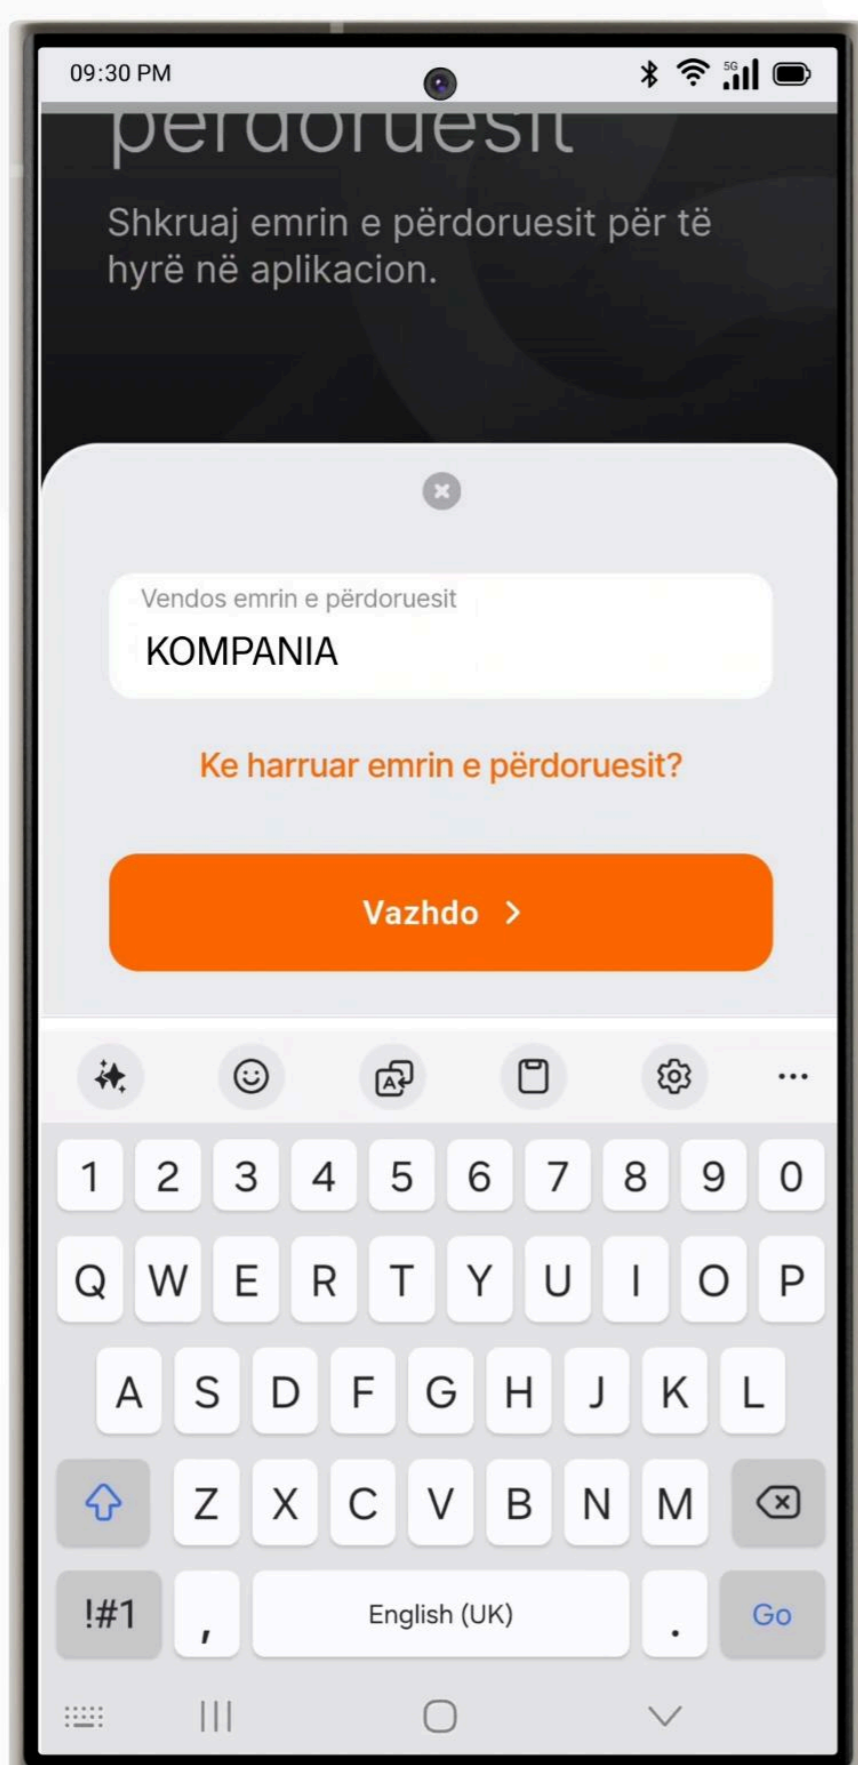 09:30 PM
5G
përdoruesit
Shkruaj emrin e përdoruesit për të
hyrë në aplikacion.
Vendos emrin e përdoruesit
KOMPANIA
Ke harruar emrin e përdoruesit?
Vazhdo >
1 2 3 4 5 6 7 8 9 0
Q W E R T Y U I O P
A S D F G H J K L
Z X C V B N M
!#1 , English (UK) . Go